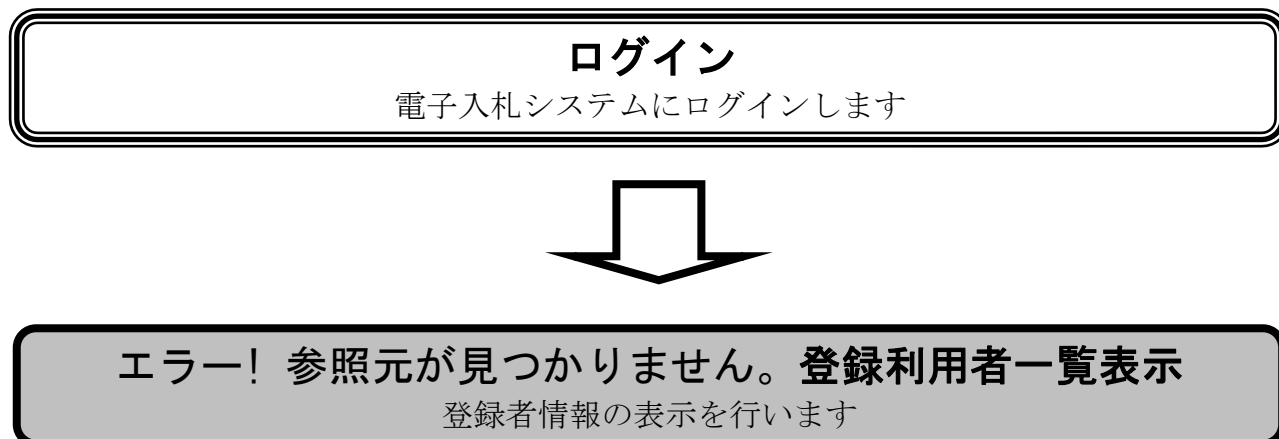 ログイン
電子入札システムにログインします
エラー! 参照元が見つかりません。登録利用者一覧表示
登録者情報の表示を行います